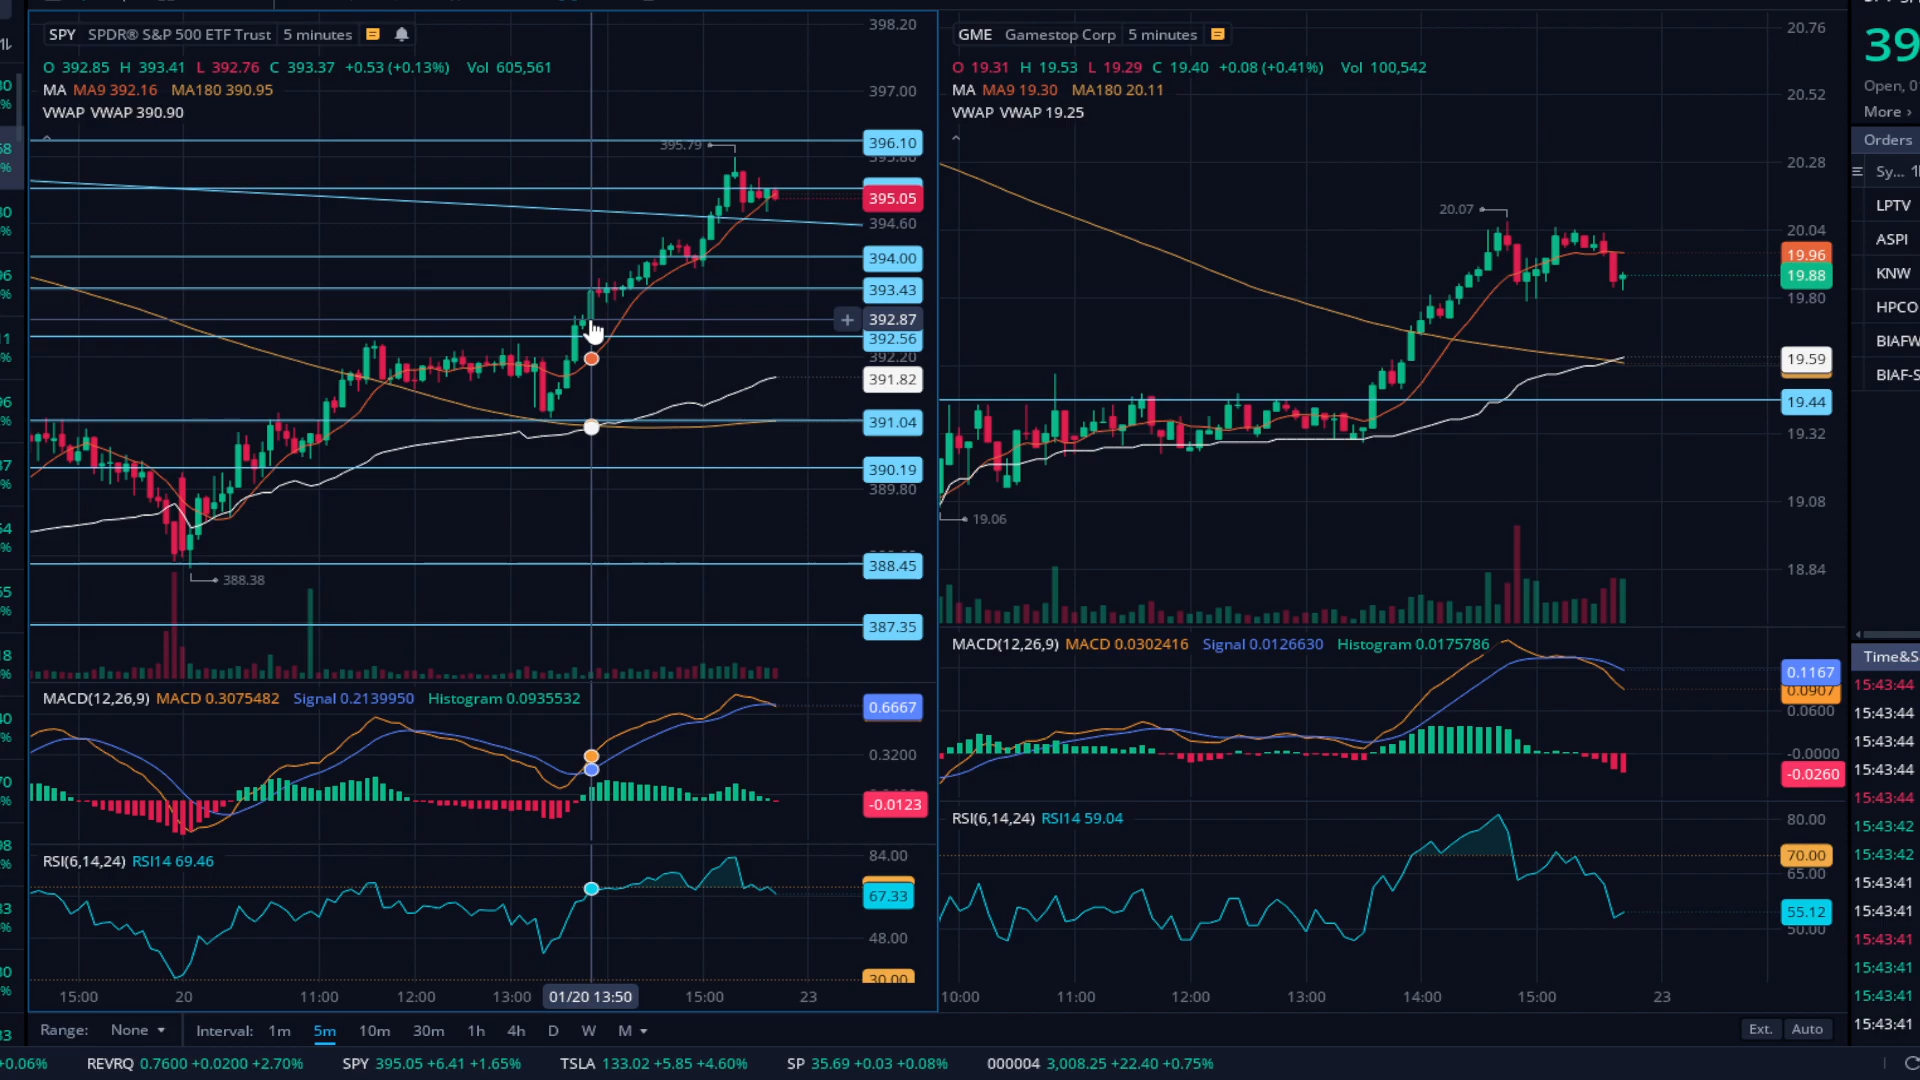 SPY SPDR® S&P 500 ETF Trust 5 minutes
O 392.85 H 393.41 L 392.76 C 393.37 +0.53 (+0.13%) Vol 605,561
MA MA9 392.16 MA180 390.95
VWAP VWAP 390.90
398.20
397.00
396.10
395.79
395.05
394.60
394.00
393.43
392.87
392.56
392.20
391.82
391.04
390.19
389.80
388.45
388.38
387.35
MACD(12,26,9) MACD 0.3075482 Signal 0.2139950 Histogram 0.0935532
0.6667
0.3200
-0.0123
RSI(6,14,24) RSI14 69.46
84.00
67.33
48.00
30.00
15:00 20 11:00 12:00 13:00 01/20 13:50 15:00 23
GME Gamestop Corp 5 minutes
O 19.31 H 19.53 L 19.29 C 19.40 +0.08 (+0.41%) Vol 100,542
MA MA9 19.30 MA180 20.11
VWAP VWAP 19.25
20.76
20.52
20.28
20.07
20.04
19.96
19.88
19.80
19.59
19.44
19.32
19.08
19.06
18.84
MACD(12,26,9) MACD 0.0302416 Signal 0.0126630 Histogram 0.0175786
0.1167
0.0907
0.0600
-0.0000
-0.0260
RSI(6,14,24) RSI14 59.04
80.00
70.00
65.00
55.12
50.00
10:00 11:00 12:00 13:00 14:00 15:00 23
39
Open, 0
More ›
Orders
Sy...
LPTV
ASPI
KNW
HPCO
BIAFW
BIAF-S
Time&S
15:43:44
15:43:44
15:43:44
15:43:44
15:43:44
15:43:42
15:43:42
15:43:41
15:43:41
15:43:41
15:43:41
15:43:41
15:43:41
Range: None Interval: 1m 5m 10m 30m 1h 4h D W M Ext. Auto
+0.06% REVRQ 0.7600 +0.0200 +2.70% SPY 395.05 +6.41 +1.65% TSLA 133.02 +5.85 +4.60% SP 35.69 +0.03 +0.08% 000004 3,008.25 +22.40 +0.75%